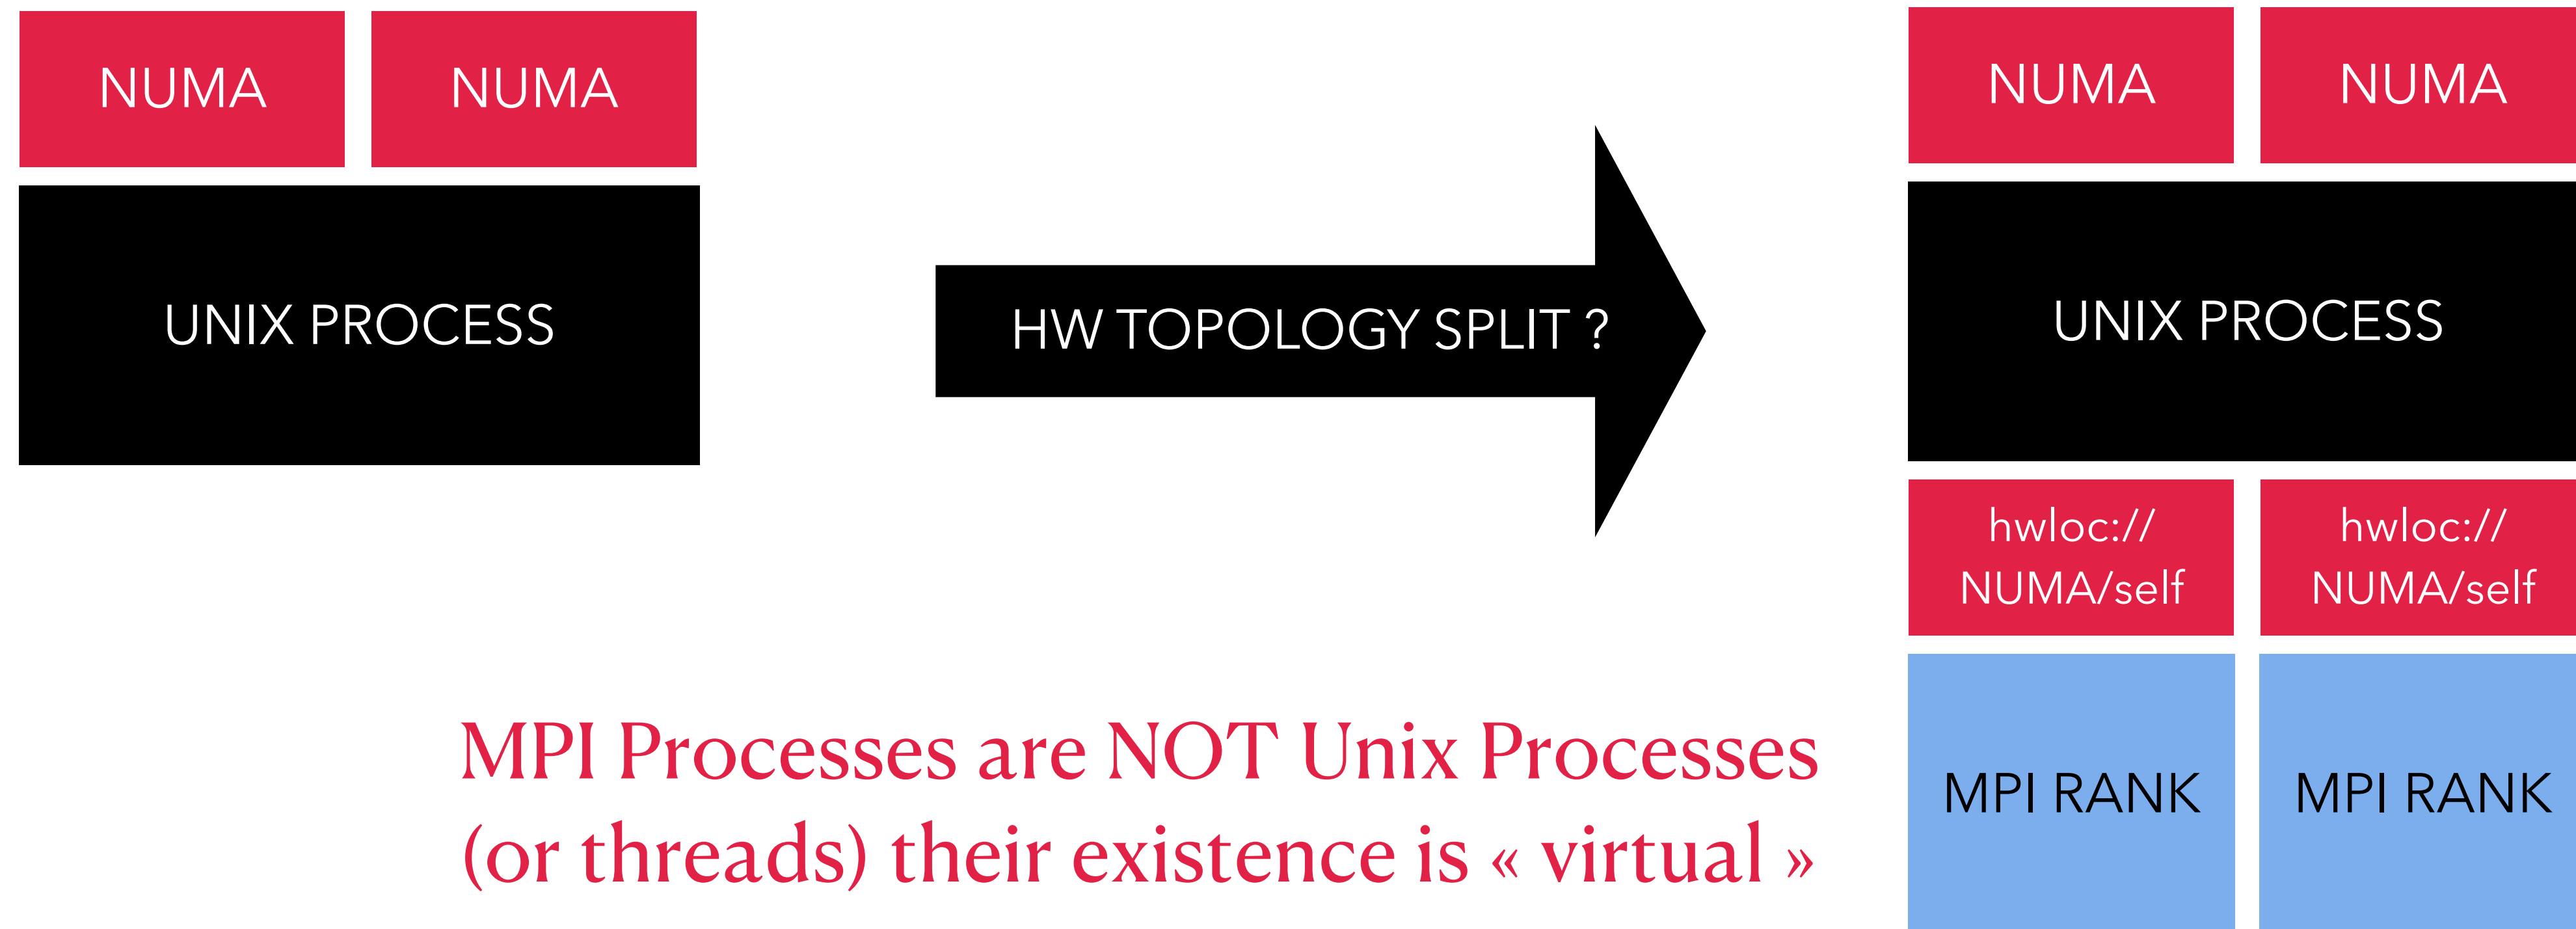 NUMA
NUMA
UNIX PROCESS
HW TOPOLOGY SPLIT ?
NUMA
NUMA
UNIX PROCESS
hwloc://
NUMA/self
hwloc://
NUMA/self
MPI RANK
MPI RANK
MPI Processes are NOT Unix Processes
(or threads) their existence is « virtual »